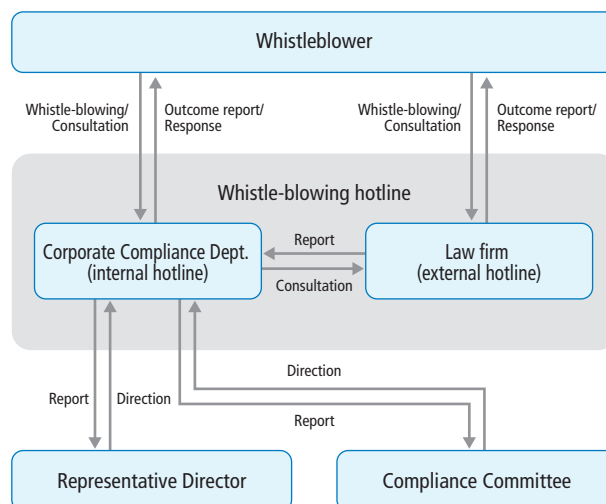 Whistleblower
Whistle-blowing/
Consultation
Outcome report/
Response
Whistle-blowing/
Consultation
Outcome report/
Response
Whistle-blowing hotline
Corporate Compliance Dept.
(internal hotline)
Report
Consultation
Law firm
(external hotline)
Direction
Report
Direction
Report
Representative Director
Compliance Committee